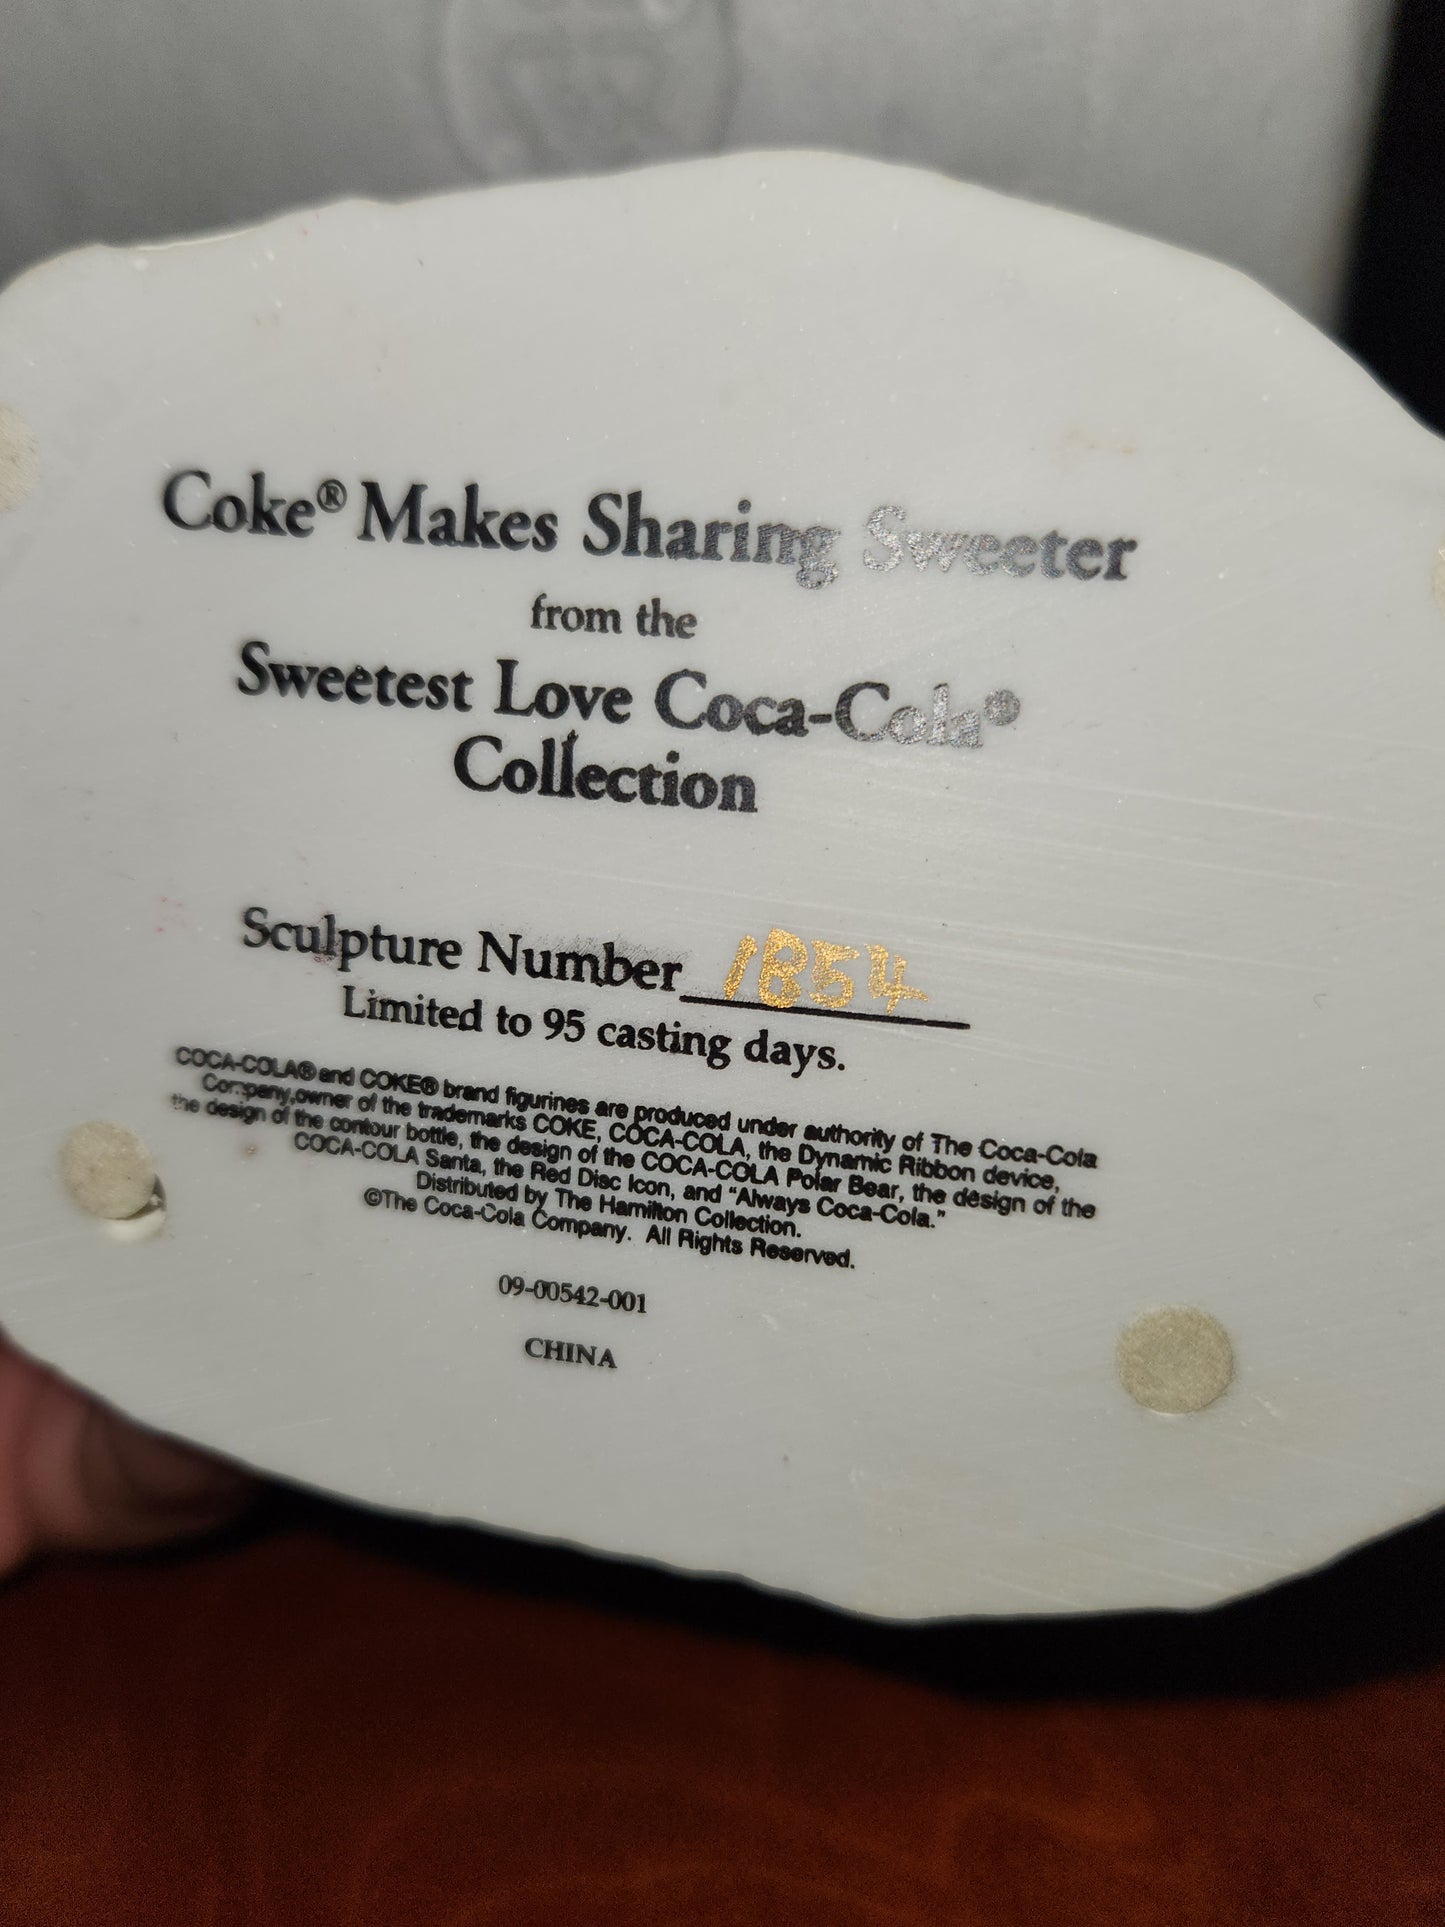 Coke® Makes Sharing Sweeter
from the
Sweetest Love Coca-Cola®
Collection
Sculpture Number 1854
Limited to 95 casting days.
COCA-COLA® and COKE® brand figurines are produced under authority of The Coca-Cola
Company,owner of the trademarks COKE, COCA-COLA, the Dynamic Ribbon device,
the design of the contour bottle, the design of the COCA-COLA Polar Bear, the design of the
COCA-COLA Santa, the Red Disc Icon, and “Always Coca-Cola.”
Distributed by The Hamilton Collection.
©The Coca-Cola Company. All Rights Reserved.
09-00542-001
CHINA